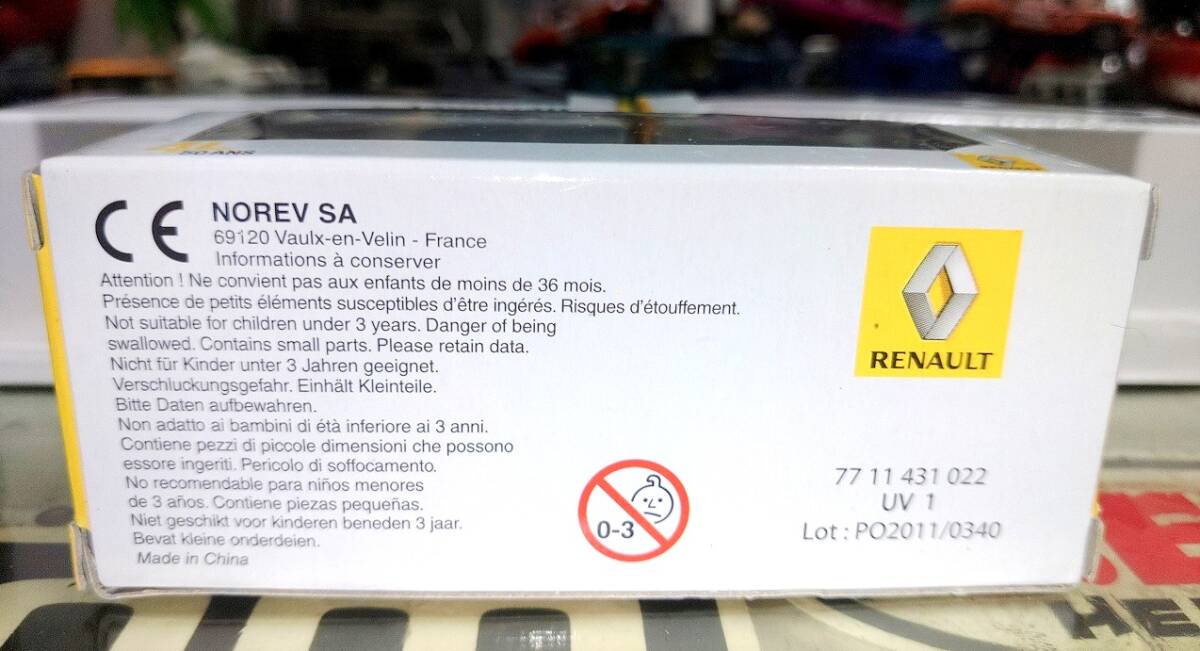 50 ANS
CE
NOREV SA
69120 Vaulx-en-Velin - France
Informations à conserver
Attention ! Ne convient pas aux enfants de moins de 36 mois.
Présence de petits éléments susceptibles d'être ingérés. Risques d'étouffement.
Not suitable for children under 3 years. Danger of being
swallowed. Contains small parts. Please retain data.
Nicht für Kinder unter 3 Jahren geeignet.
Verschluckungsgefahr. Einhält Kleinteile.
Bitte Daten aufbewahren.
Non adatto ai bambini di étà inferiore ai 3 anni.
Contiene pezzi di piccole dimensioni che possono
essore ingeriti. Pericolo di soffocamento.
No recomendable para niños menores
de 3 años. Contiene piezas pequeñas.
Niet geschikt voor kinderen beneden 3 jaar.
Bevat kleine onderdeien.
Made in China
0-3
RENAULT
77 11 431 022
UV 1
Lot : PO2011/0340